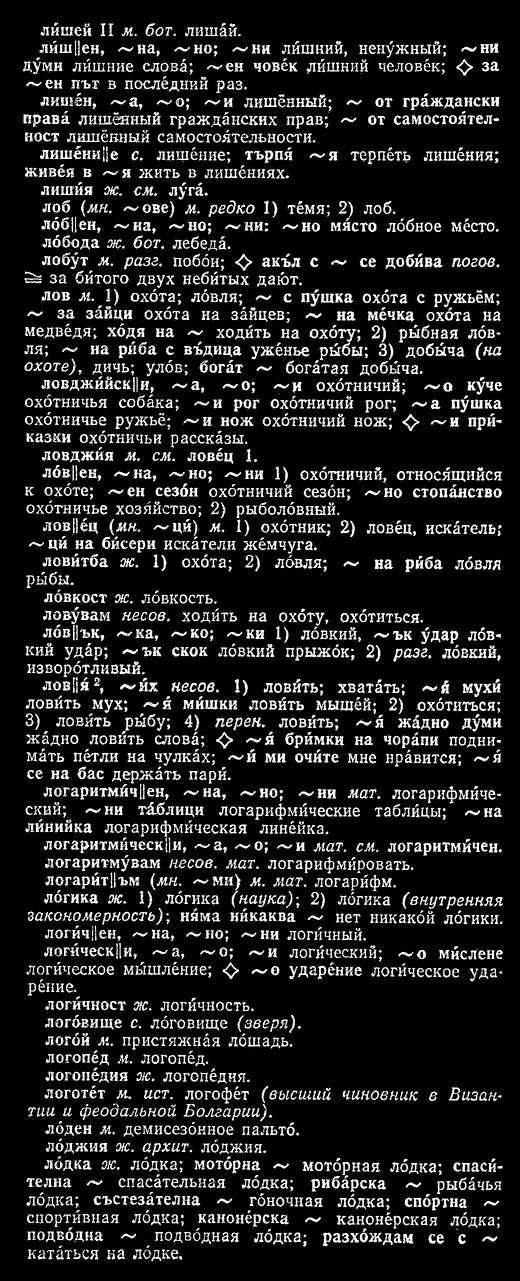 ли́шей II м. бот. лиша́й.
ли́ш||ен, ~на, ~но; ~ни ли́шний, нену́жный; ~ни
ду́ми ли́шние слова́; ~ен чове́к ли́шний челове́к; ◇ за
~ен път в после́дний раз.
лише́н, ~а, ~о; ~и лишённый; ~ от гра́ждански
права́ лишённый гражда́нских прав; ~ от самостоя́тел-
ност лишённый самостоя́тельности.
лише́ни||е с. лише́ние; търпя́ ~я терпе́ть лише́ния;
живе́я в ~я жить в лише́ниях.
лиши́я ж. см. луга́.
лоб (мн. ~ове) м. редко 1) те́мя; 2) лоб.
ло́б||ен, ~на, ~но; ~ни: ~но мя́сто ло́бное ме́сто.
ло́бода ж. бот. лебеда́.
лобу́т м. разг. побо́и; ◇ акъ́л с ~ се доби́ва погов.
≅ за би́того двух неби́тых даю́т.
лов м. 1) охо́та; ло́вля; ~ с пу́шка охо́та с ружьём;
~ за за́йци охо́та на за́йцев; ~ на ме́чка охо́та на
медве́дя; хо́дя на ~ ходи́ть на охо́ту; 2) ры́бная ло́в-
ля; ~ на ри́ба с въ́дица уже́нье ры́бы; 3) добы́ча (на
охоте), дичь; уло́в; бога́т ~ бога́тая добы́ча.
ловджи́йск||и, ~а, ~о; ~и охо́тничий; ~о ку́че
охо́тничья соба́ка; ~и рог охо́тничий рог; ~а пу́шка
охо́тничье ружьё; ~и нож охо́тничий нож; ◇ ~и при́-
казки охо́тничьи расска́зы.
ловджи́я м. см. лове́ц 1.
ло́в||ен, ~на, ~но; ~ни 1) охо́тничий, относя́щийся
к охо́те; ~ен сезо́н охо́тничий сезо́н; ~но стопа́нство
охо́тничье хозя́йство; 2) рыболо́вный.
лов||е́ц (мн. ~ци́) м. 1) охо́тник; 2) лове́ц, иска́тель;
~ци́ на би́сери иска́тели же́мчуга.
лови́тба ж. 1) охо́та; 2) ло́вля; ~ на ри́ба ло́вля
ры́бы.
ло́вкост ж. ло́вкость.
лову́вам несов. ходи́ть на охо́ту, охо́титься.
ло́в||ък, ~ка, ~ко; ~ки 1) ло́вкий, ~ък у́дар ло́в-
кий уда́р; ~ък скок ло́вкий прыжо́к; 2) разг. ло́вкий,
изворо́тливый.
лов||я́², ~и́х несов. 1) лови́ть; хвата́ть; ~я́ мухи́
лови́ть мух; ~я́ ми́шки лови́ть мыше́й; 2) охо́титься;
3) лови́ть ры́бу; 4) перен. лови́ть; ~я́ жа́дно ду́ми
жа́дно лови́ть слова́; ◇ ~я́ бри́мки на чора́пи подни-
ма́ть пе́тли на чулка́х; ~и́ ми очи́те мне нра́вится; ~я́
се на бас держа́ть пари́.
логаритми́ч||ен, ~на, ~но; ~ни мат. логарифми́че-
ский; ~ни та́блици логарифми́ческие табли́цы; ~на
ли́нийка логарифми́ческая лине́йка.
логаритми́ческ||и, ~а, ~о; ~и мат. см. логаритми́чен.
логаритму́вам несов. мат. логарифми́ровать.
логари́т||ъм (мн. ~ми) м. мат. логари́фм.
ло́гика ж. 1) ло́гика (наука); 2) ло́гика (внутренняя
закономерность); ня́ма ни́каква ~ нет никако́й ло́гики.
логи́ч||ен, ~на, ~но; ~ни логи́чный.
логи́ческ||и, ~а, ~о; ~и логи́ческий; ~о ми́слене
логи́ческое мышле́ние; ◇ ~о ударе́ние логи́ческое уда-
ре́ние.
логи́чност ж. логи́чность.
лого́вище с. ло́говище (зверя).
лого́й м. пристяжна́я ло́шадь.
логопе́д м. логопе́д.
логопе́дия ж. логопе́дия.
логоте́т м. ист. логофе́т (высший чиновник в Визан-
тии и феодальной Болгарии).
ло́ден м. демисезо́нное пальто́.
ло́джия ж. архит. ло́джия.
ло́дка ж. ло́дка; мото́рна ~ мото́рная ло́дка; спаси́-
телна ~ спаса́тельная ло́дка; риба́рска ~ рыба́чья
ло́дка; състеза́телна ~ го́ночная ло́дка; спо́ртна ~
спорти́вная ло́дка; каноне́рска ~ каноне́рская ло́дка;
подво́дна ~ подво́дная ло́дка; разхо́ждам се с ~
ката́ться на ло́дке.